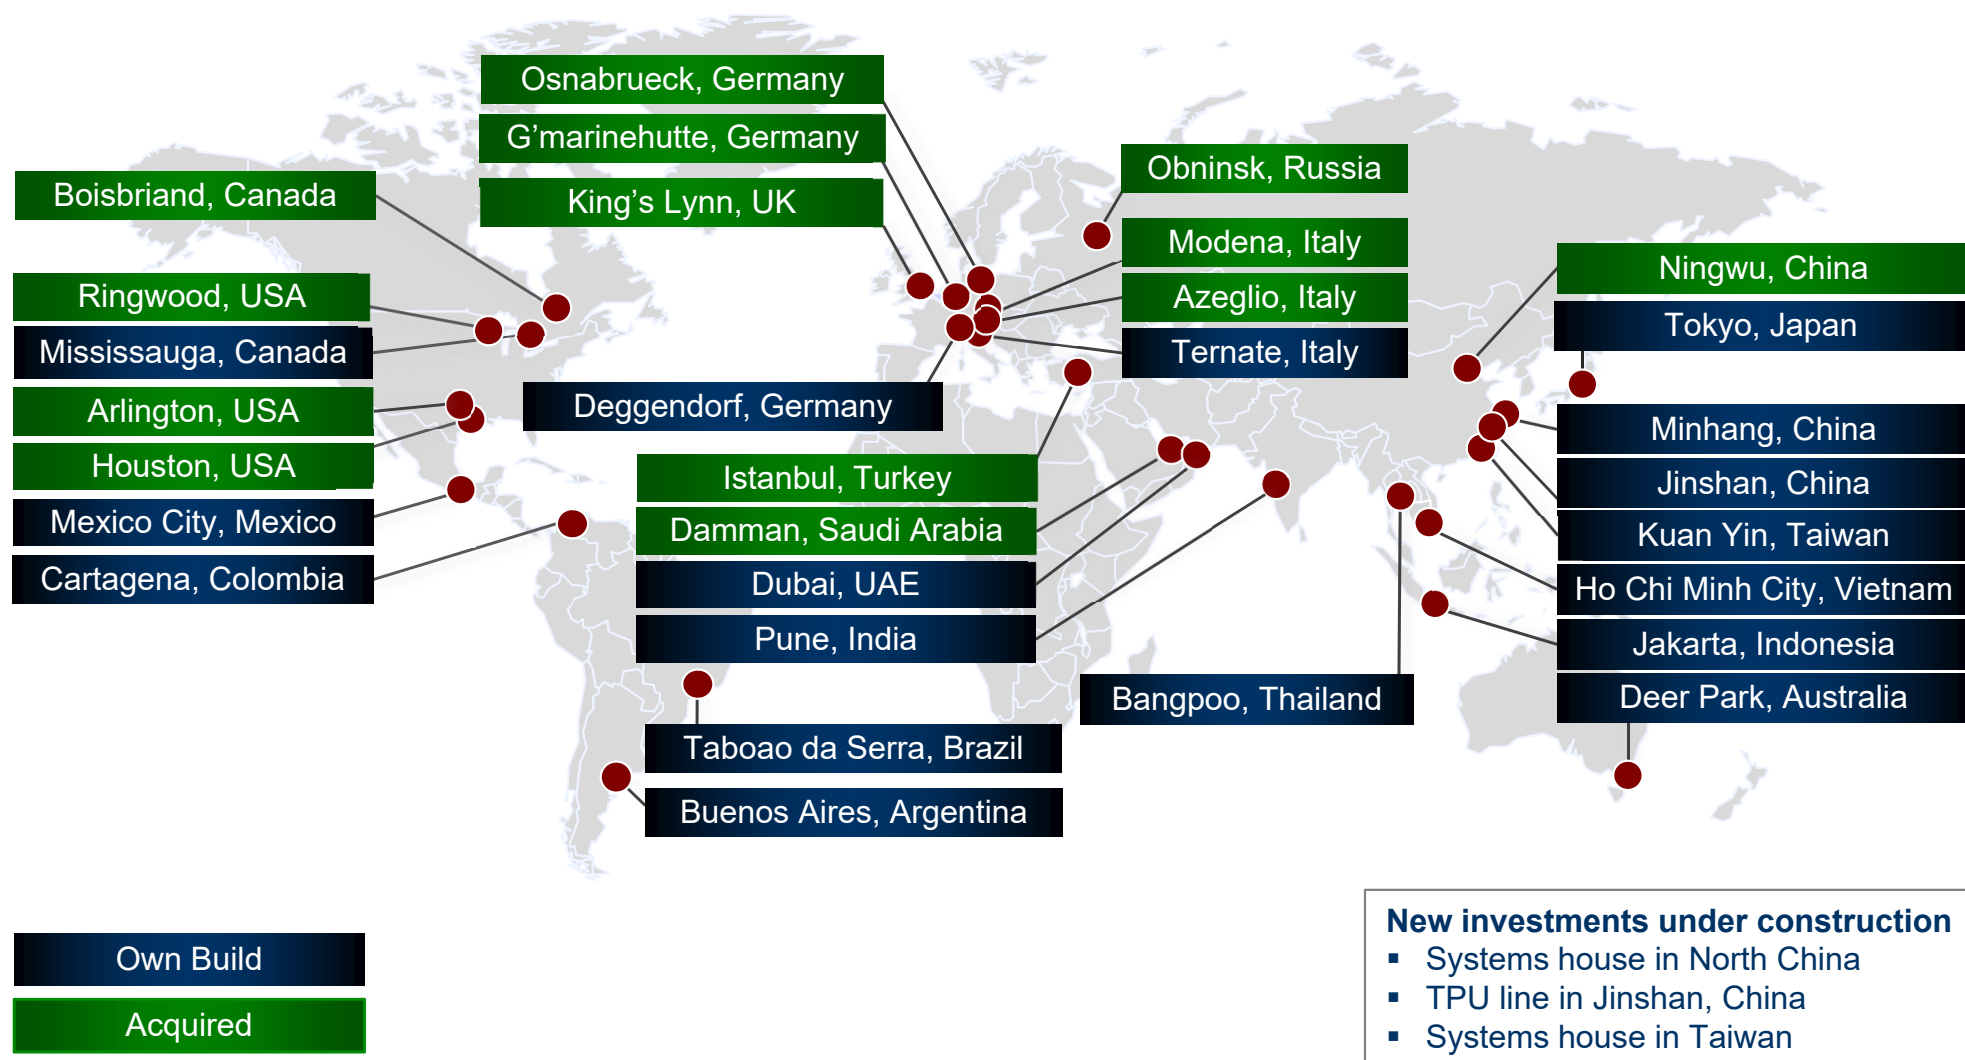 Osnabrueck, Germany
G’marinehutte, Germany
King’s Lynn, UK
Boisbriand, Canada
Ringwood, USA
Mississauga, Canada
Arlington, USA
Houston, USA
Mexico City, Mexico
Cartagena, Colombia
Deggendorf, Germany
Obninsk, Russia
Modena, Italy
Azeglio, Italy
Ternate, Italy
Istanbul, Turkey
Damman, Saudi Arabia
Dubai, UAE
Pune, India
Taboao da Serra, Brazil
Buenos Aires, Argentina
Bangpoo, Thailand
Ningwu, China
Tokyo, Japan
Minhang, China
Jinshan, China
Kuan Yin, Taiwan
Ho Chi Minh City, Vietnam
Jakarta, Indonesia
Deer Park, Australia
Own Build
Acquired
New investments under construction
▪ Systems house in North China
▪ TPU line in Jinshan, China
▪ Systems house in Taiwan